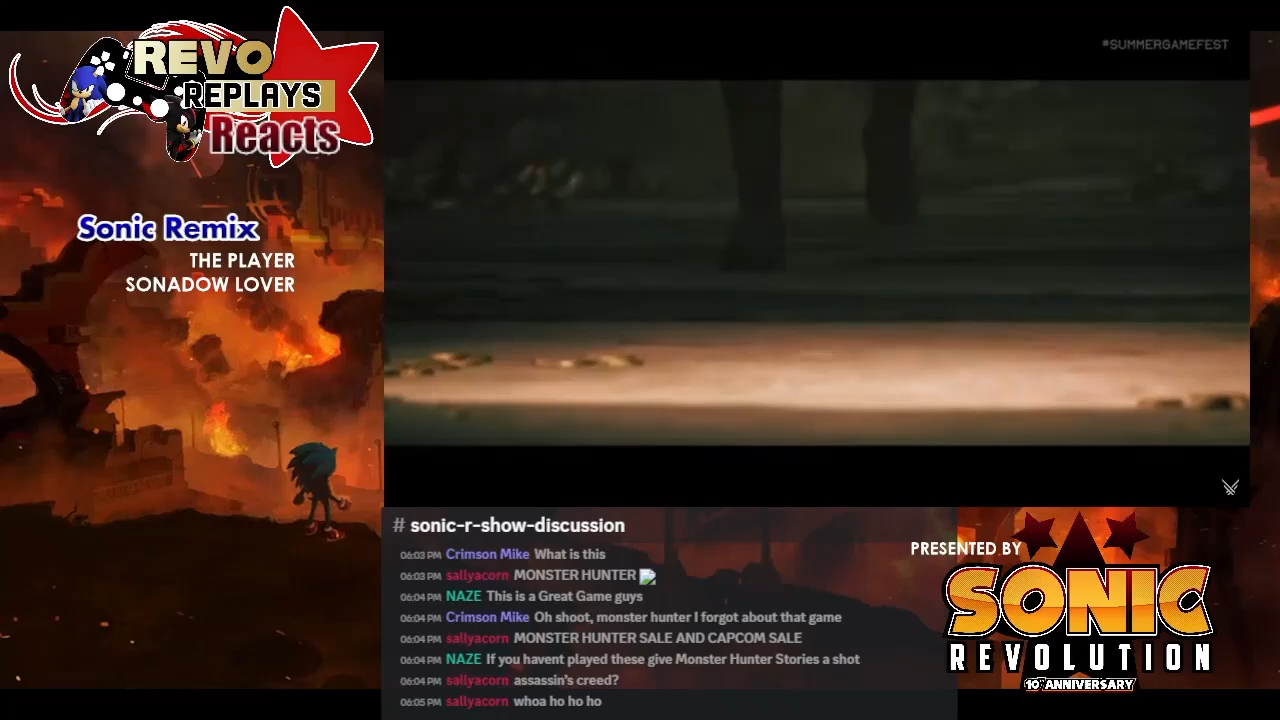 REVO
REPLAYS
Reacts
#SUMMERGAMEFEST
Sonic Remix
THE PLAYER
SONADOW LOVER
# sonic-r-show-discussion
06:03 PM Crimson Mike What is this
06:03 PM sallyacorn MONSTER HUNTER
06:04 PM NAZE This is a Great Game guys
06:04 PM Crimson Mike Oh shoot, monster hunter I forgot about that game
06:04 PM sallyacorn MONSTER HUNTER SALE AND CAPCOM SALE
06:04 PM NAZE If you havent played these give Monster Hunter Stories a shot
06:04 PM sallyacorn assassin's creed?
06:05 PM sallyacorn whoa ho ho ho
PRESENTED BY
SONIC
REVOLUTION
10TH ANNIVERSARY